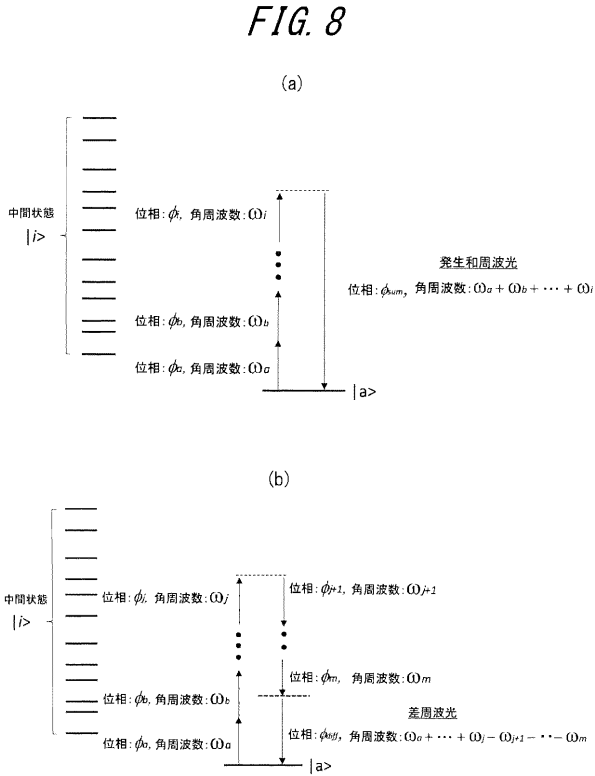 FIG. 8
(a)
中間状態
|i>
位相: ϕi, 角周波数: ωi
発生和周波光
位相: ϕsum, 角周波数: ωa + ωb + ⋯ + ωi
位相: ϕb, 角周波数: ωb
位相: ϕa, 角周波数: ωa
|a>
(b)
中間状態
|i>
位相: ϕj, 角周波数: ωj
位相: ϕj+1, 角周波数: ωj+1
位相: ϕm, 角周波数: ωm
位相: ϕb, 角周波数: ωb
差周波光
位相: ϕdiff, 角周波数: ωa + ⋯ + ωj − ωj+1 − ‥ − ωm
位相: ϕa, 角周波数: ωa
|a>